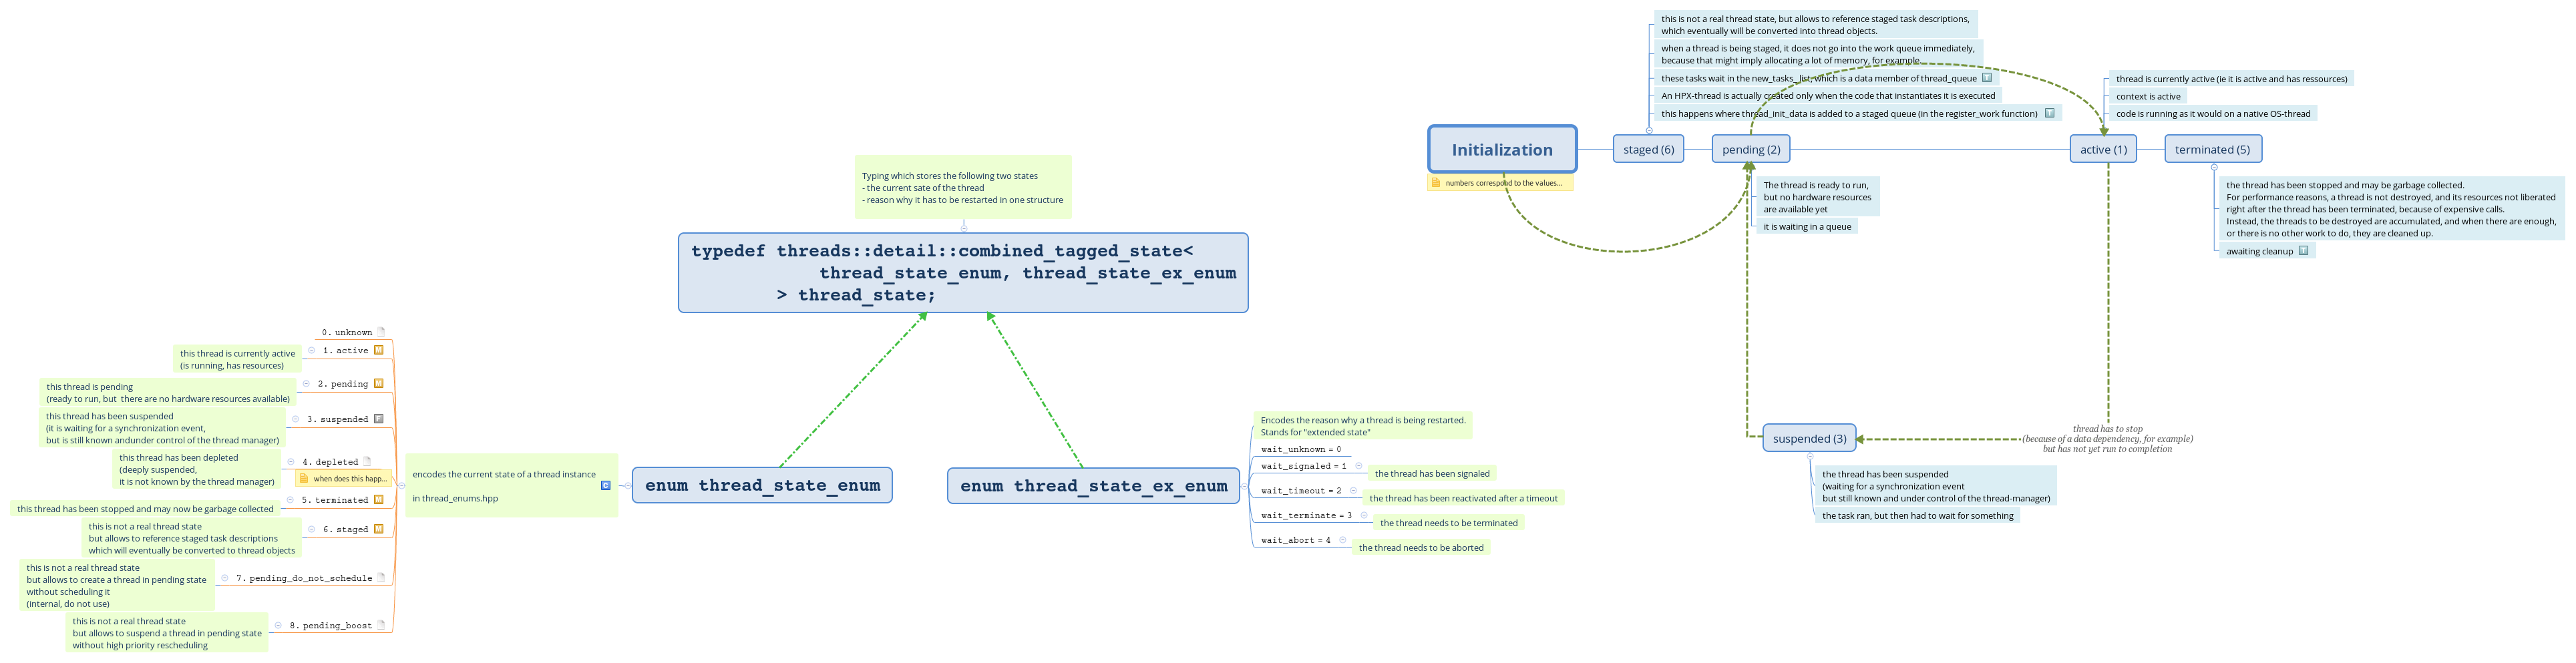 this is not a real thread state, but allows to reference staged task descriptions,
which eventually will be converted into thread objects.
when a thread is being staged, it does not go into the work queue immediately,
because that might imply allocating a lot of memory, for example
these tasks wait in the new_tasks_list, which is a data member of thread_queue
An HPX-thread is actually created only when the code that instantiates it is executed
this happens where thread_init_data is added to a staged queue (in the register_work function)
thread is currently active (ie it is active and has ressources)
context is active
code is running as it would on a native OS-thread
Initialization
staged (6)
pending (2)
active (1)
terminated (5)
numbers correspond to the values...
The thread is ready to run,
but no hardware resources
are available yet
it is waiting in a queue
the thread has been stopped and may be garbage collected.
For performance reasons, a thread is not destroyed, and its resources not liberated
right after the thread has been terminated, because of expensive calls.
Instead, the threads to be destroyed are accumulated, and when there are enough,
or there is no other work to do, they are cleaned up.
awaiting cleanup
suspended (3)
thread has to stop
(because of a data dependency, for example)
but has not yet run to completion
the thread has been suspended
(waiting for a synchronization event
but still known and under control of the thread-manager)
the task ran, but then had to wait for something
Typing which stores the following two states
- the current sate of the thread
- reason why it has to be restarted in one structure
typedef threads::detail::combined_tagged_state<
thread_state_enum, thread_state_ex_enum
> thread_state;
0. unknown
1. active
this thread is currently active
(is running, has resources)
2. pending
this thread is pending
(ready to run, but there are no hardware resources available)
3. suspended
this thread has been suspended
(it is waiting for a synchronization event,
but is still known andunder control of the thread manager)
4. depleted
this thread has been depleted
(deeply suspended,
it is not known by the thread manager)
when does this happ...
5. terminated
this thread has been stopped and may now be garbage collected
6. staged
this is not a real thread state
but allows to reference staged task descriptions
which will eventually be converted to thread objects
7. pending_do_not_schedule
this is not a real thread state
but allows to create a thread in pending state
without scheduling it
(internal, do not use)
8. pending_boost
this is not a real thread state
but allows to suspend a thread in pending state
without high priority rescheduling
encodes the current state of a thread instance
in thread_enums.hpp
C
enum thread_state_enum
enum thread_state_ex_enum
Encodes the reason why a thread is being restarted.
Stands for "extended state"
wait_unknown = 0
wait_signaled = 1
the thread has been signaled
wait_timeout = 2
the thread has been reactivated after a timeout
wait_terminate = 3
the thread needs to be terminated
wait_abort = 4
the thread needs to be aborted